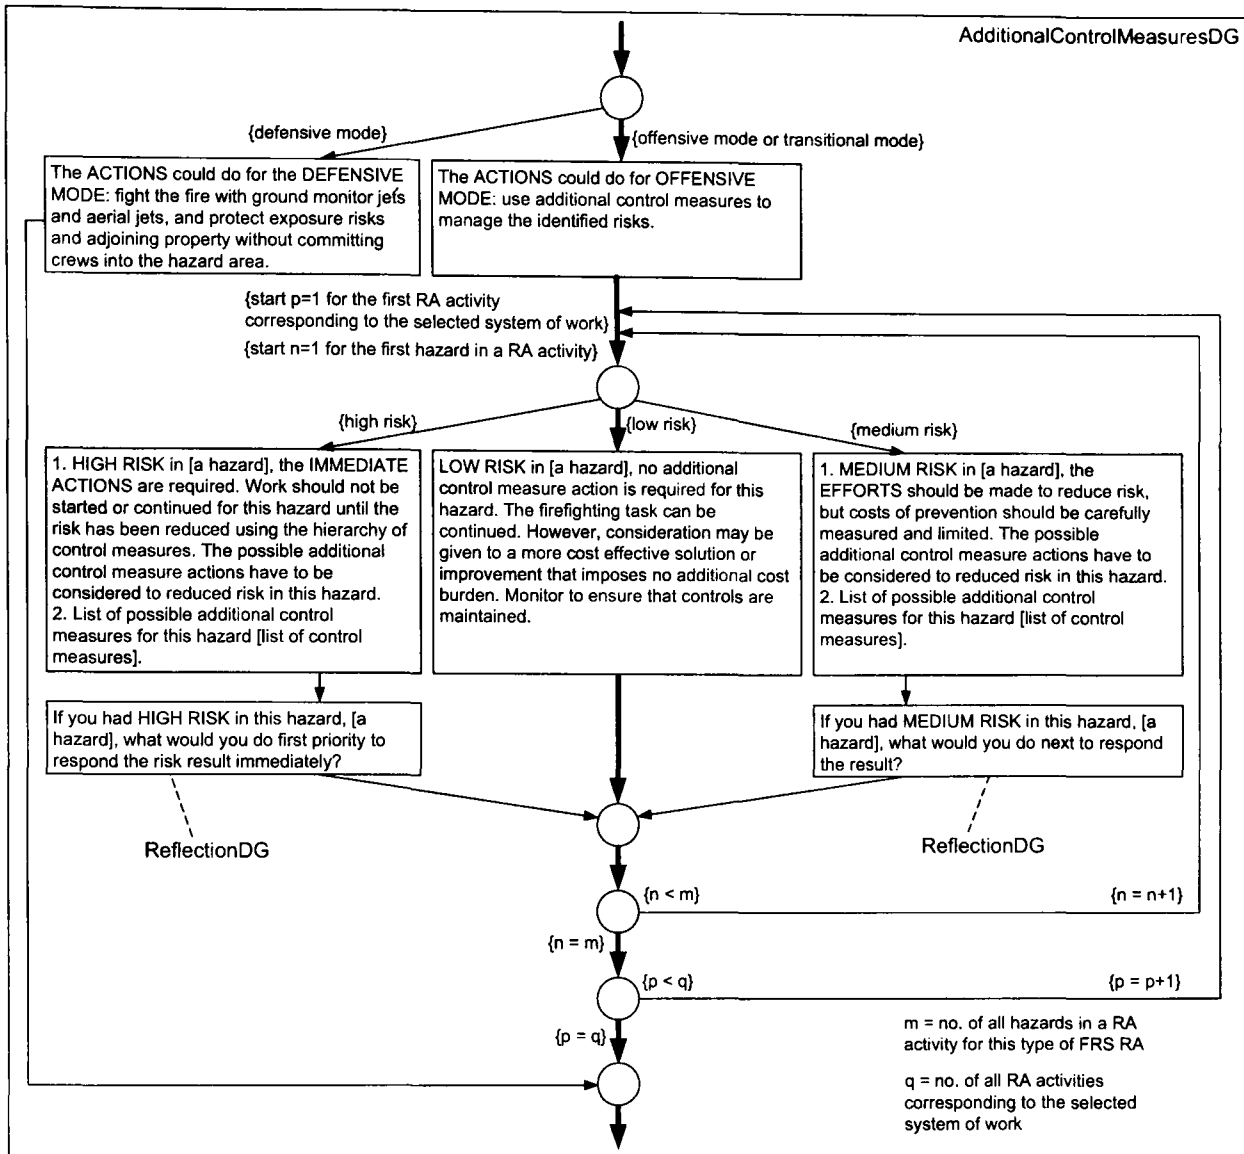 AdditionalControlMeasuresDG
{defensive mode}
{offensive mode or transitional mode}
The ACTIONS could do for the DEFENSIVE
MODE: fight the fire with ground monitor jets
and aerial jets, and protect exposure risks
and adjoining property without committing
crews into the hazard area.
The ACTIONS could do for OFFENSIVE
MODE: use additional control measures to
manage the identified risks.
{start p=1 for the first RA activity
corresponding to the selected system of work}
{start n=1 for the first hazard in a RA activity}
{high risk}
{low risk}
{medium risk}
1. HIGH RISK in [a hazard], the IMMEDIATE
ACTIONS are required. Work should not be
started or continued for this hazard until the
risk has been reduced using the hierarchy of
control measures. The possible additional
control measure actions have to be
considered to reduced risk in this hazard.
2. List of possible additional control
measures for this hazard [list of control
measures].
LOW RISK in [a hazard], no additional
control measure action is required for this
hazard. The firefighting task can be
continued. However, consideration may be
given to a more cost effective solution or
improvement that imposes no additional cost
burden. Monitor to ensure that controls are
maintained.
1. MEDIUM RISK in [a hazard], the
EFFORTS should be made to reduce risk,
but costs of prevention should be carefully
measured and limited. The possible
additional control measure actions have to
be considered to reduced risk in this hazard.
2. List of possible additional control
measures for this hazard [list of control
measures].
If you had HIGH RISK in this hazard, [a
hazard], what would you do first priority to
respond the risk result immediately?
If you had MEDIUM RISK in this hazard, [a
hazard], what would you do next to respond
the result?
ReflectionDG
ReflectionDG
{n < m}
{n = n+1}
{n = m}
{p < q}
{p = p+1}
{p = q}
m = no. of all hazards in a RA
activity for this type of FRS RA
q = no. of all RA activities
corresponding to the selected
system of work